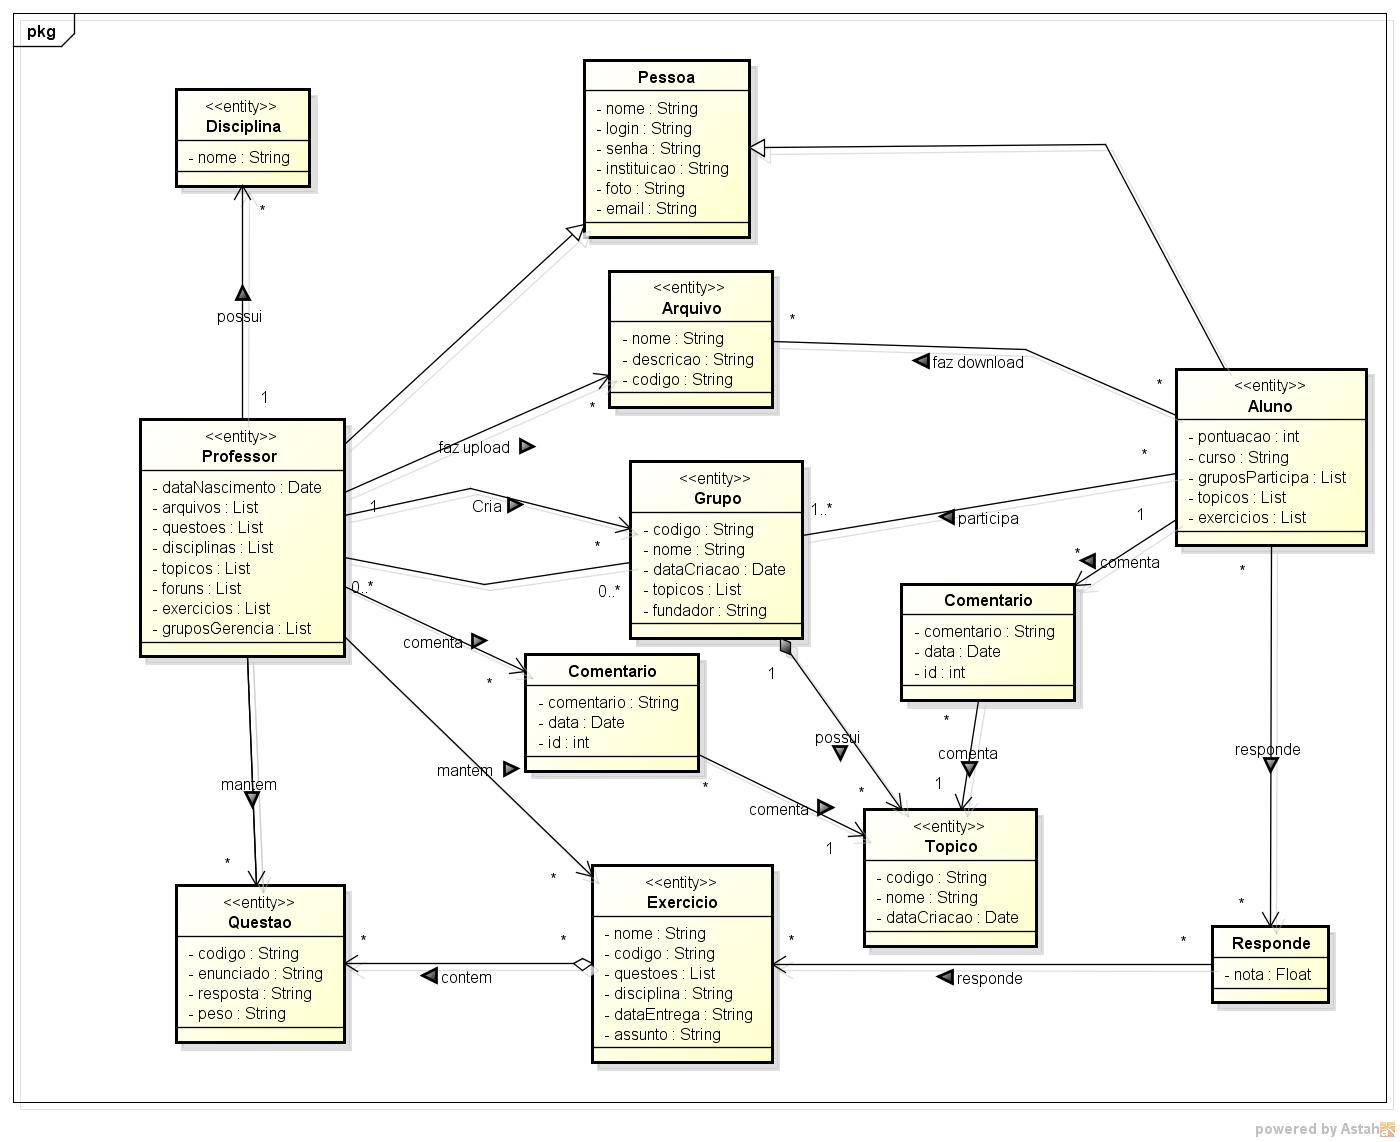 pkg
<<entity>>
Disciplina
- nome : String
*
possui
1
Pessoa
- nome : String
- login : String
- senha : String
- instituicao : String
- foto : String
- email : String
<<entity>>
Arquivo
- nome : String
- descricao : String
- codigo : String
*
faz download
*
*
faz upload
<<entity>>
Aluno
- pontuacao : int
- curso : String
- gruposParticipa : List
- topicos : List
- exercicios : List
<<entity>>
Professor
- dataNascimento : Date
- arquivos : List
- questoes : List
- disciplinas : List
- topicos : List
- foruns : List
- exercicios : List
- gruposGerencia : List
1
Cria
*
0..*
0..*
<<entity>>
Grupo
- codigo : String
- nome : String
- dataCriacao : Date
- topicos : List
- fundador : String
1..*
participa
*
1
*
comenta
*
Comentario
- comentario : String
- data : Date
- id : int
comenta
*
Comentario
- comentario : String
- data : Date
- id : int
1
possui
*
*
comenta
1
*
comenta
1
mantem
*
mantem
*
responde
*
<<entity>>
Topico
- codigo : String
- nome : String
- dataCriacao : Date
<<entity>>
Questao
- codigo : String
- enunciado : String
- resposta : String
- peso : String
*
contem
*
<<entity>>
Exercicio
- nome : String
- codigo : String
- questoes : List
- disciplina : String
- dataEntrega : String
- assunto : String
*
responde
*
Responde
- nota : Float
powered by Astah